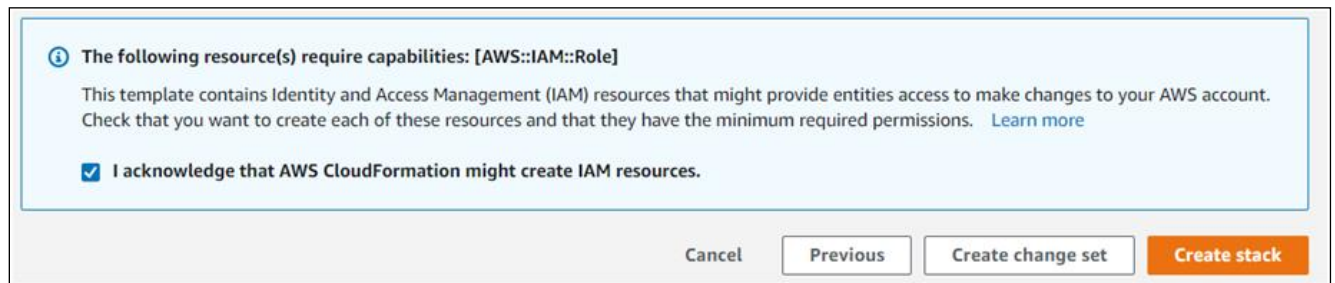 The following resource(s) require capabilities: [AWS::IAM::Role]
This template contains Identity and Access Management (IAM) resources that might provide entities access to make changes to your AWS account.
Check that you want to create each of these resources and that they have the minimum required permissions. Learn more
I acknowledge that AWS CloudFormation might create IAM resources.
Cancel Previous Create change set Create stack